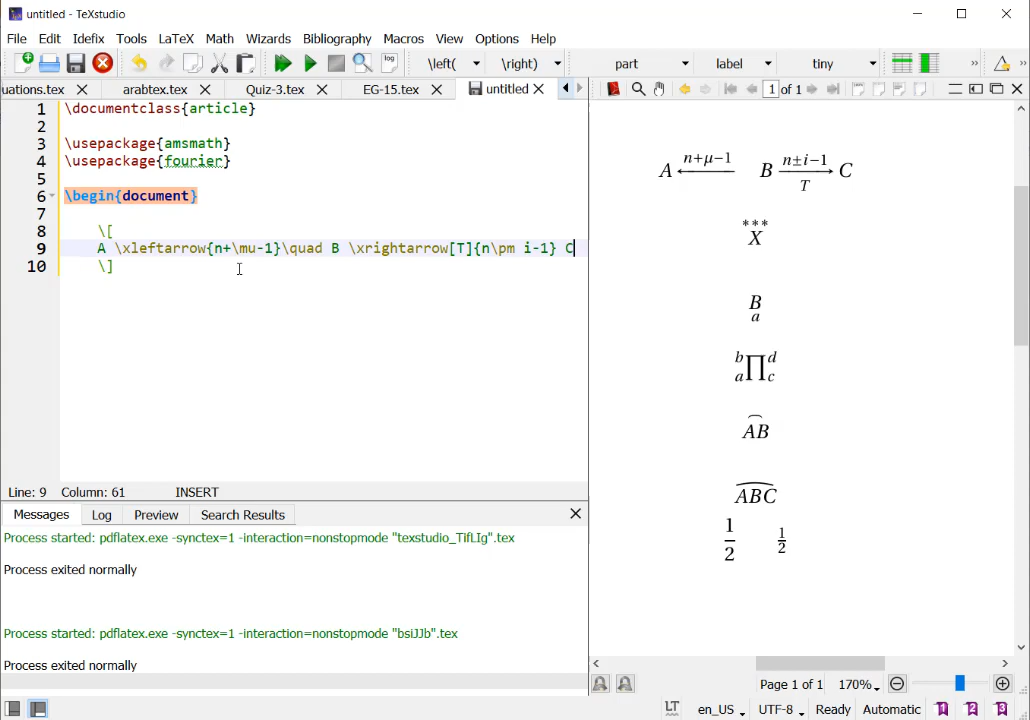 untitled - TeXstudio
File Edit Idefix Tools LaTeX Math Wizards Bibliography Macros View Options Help
log \left( \right) part label tiny »
uations.tex arabtex.tex Quiz-3.tex EG-15.tex untitled 1 of 1
1 \documentclass{article}
2
3 \usepackage{amsmath}
4 \usepackage{fourier}
5
6 \begin{document}
7
8 \[
9 A \xleftarrow{n+\mu-1}\quad B \xrightarrow[T]{n\pm i-1} C
10 \]
Line: 9 Column: 61 INSERT
Messages Log Preview Search Results
Process started: pdflatex.exe -synctex=1 -interaction=nonstopmode "texstudio_TifLIg".tex
Process exited normally
Process started: pdflatex.exe -synctex=1 -interaction=nonstopmode "bsiJJb".tex
Process exited normally
n+μ−1 n±i−1
A ← B → C
T
***
X
B
a
b ∏ d
a c
AB
ABC
1 1
2 2
Page 1 of 1 170%
LT en_US UTF-8 Ready Automatic 1 2 3